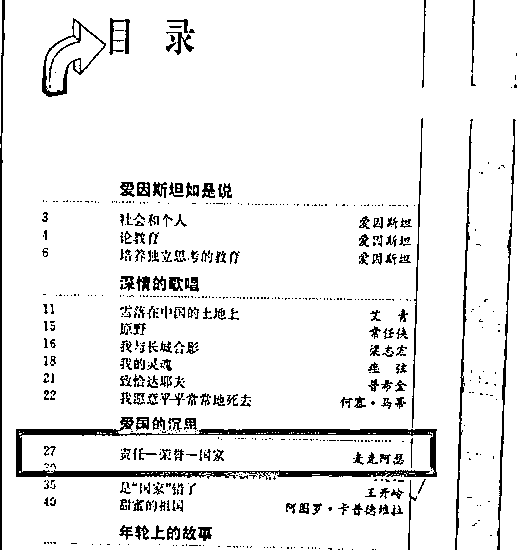 目 录
爱因斯坦如是说
3 社会和个人 爱因斯坦
4 论教育 爱因斯坦
6 培养独立思考的教育 爱因斯坦
深情的歌唱
11 雪落在中国的土地上 艾 青
15 原野 常任侠
16 我与长城合影 梁志宏
18 我的灵魂 痖 弦
21 致恰达耶夫 普希金
22 我愿意平平常常地死去 何塞·马蒂
爱国的沉思
27 责任—荣誉—国家 麦克阿瑟
30
35 是“国家”错了 王开岭
40 甜蜜的祖国 阿图罗·卡普德维拉
年轮上的故事